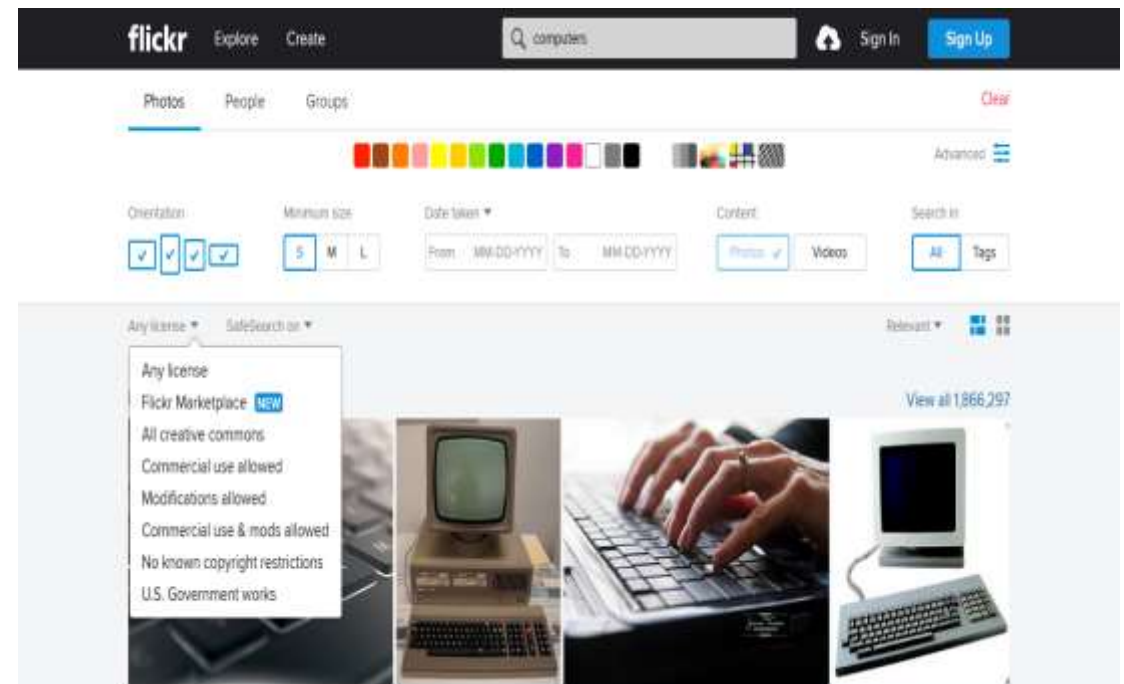 flickr Explore Create computers Sign In Sign Up
Photos People Groups Clear
Advanced
Orientation Minimum size Date taken Content Search in
S M L From MM-DD-YYYY To MM-DD-YYYY Photos Videos All Tags
Any license SafeSearch on Relevant
Any license
Flickr Marketplace NEW
View all 1,866,297
All creative commons
Commercial use allowed
Modifications allowed
Commercial use & mods allowed
No known copyright restrictions
U.S. Government works